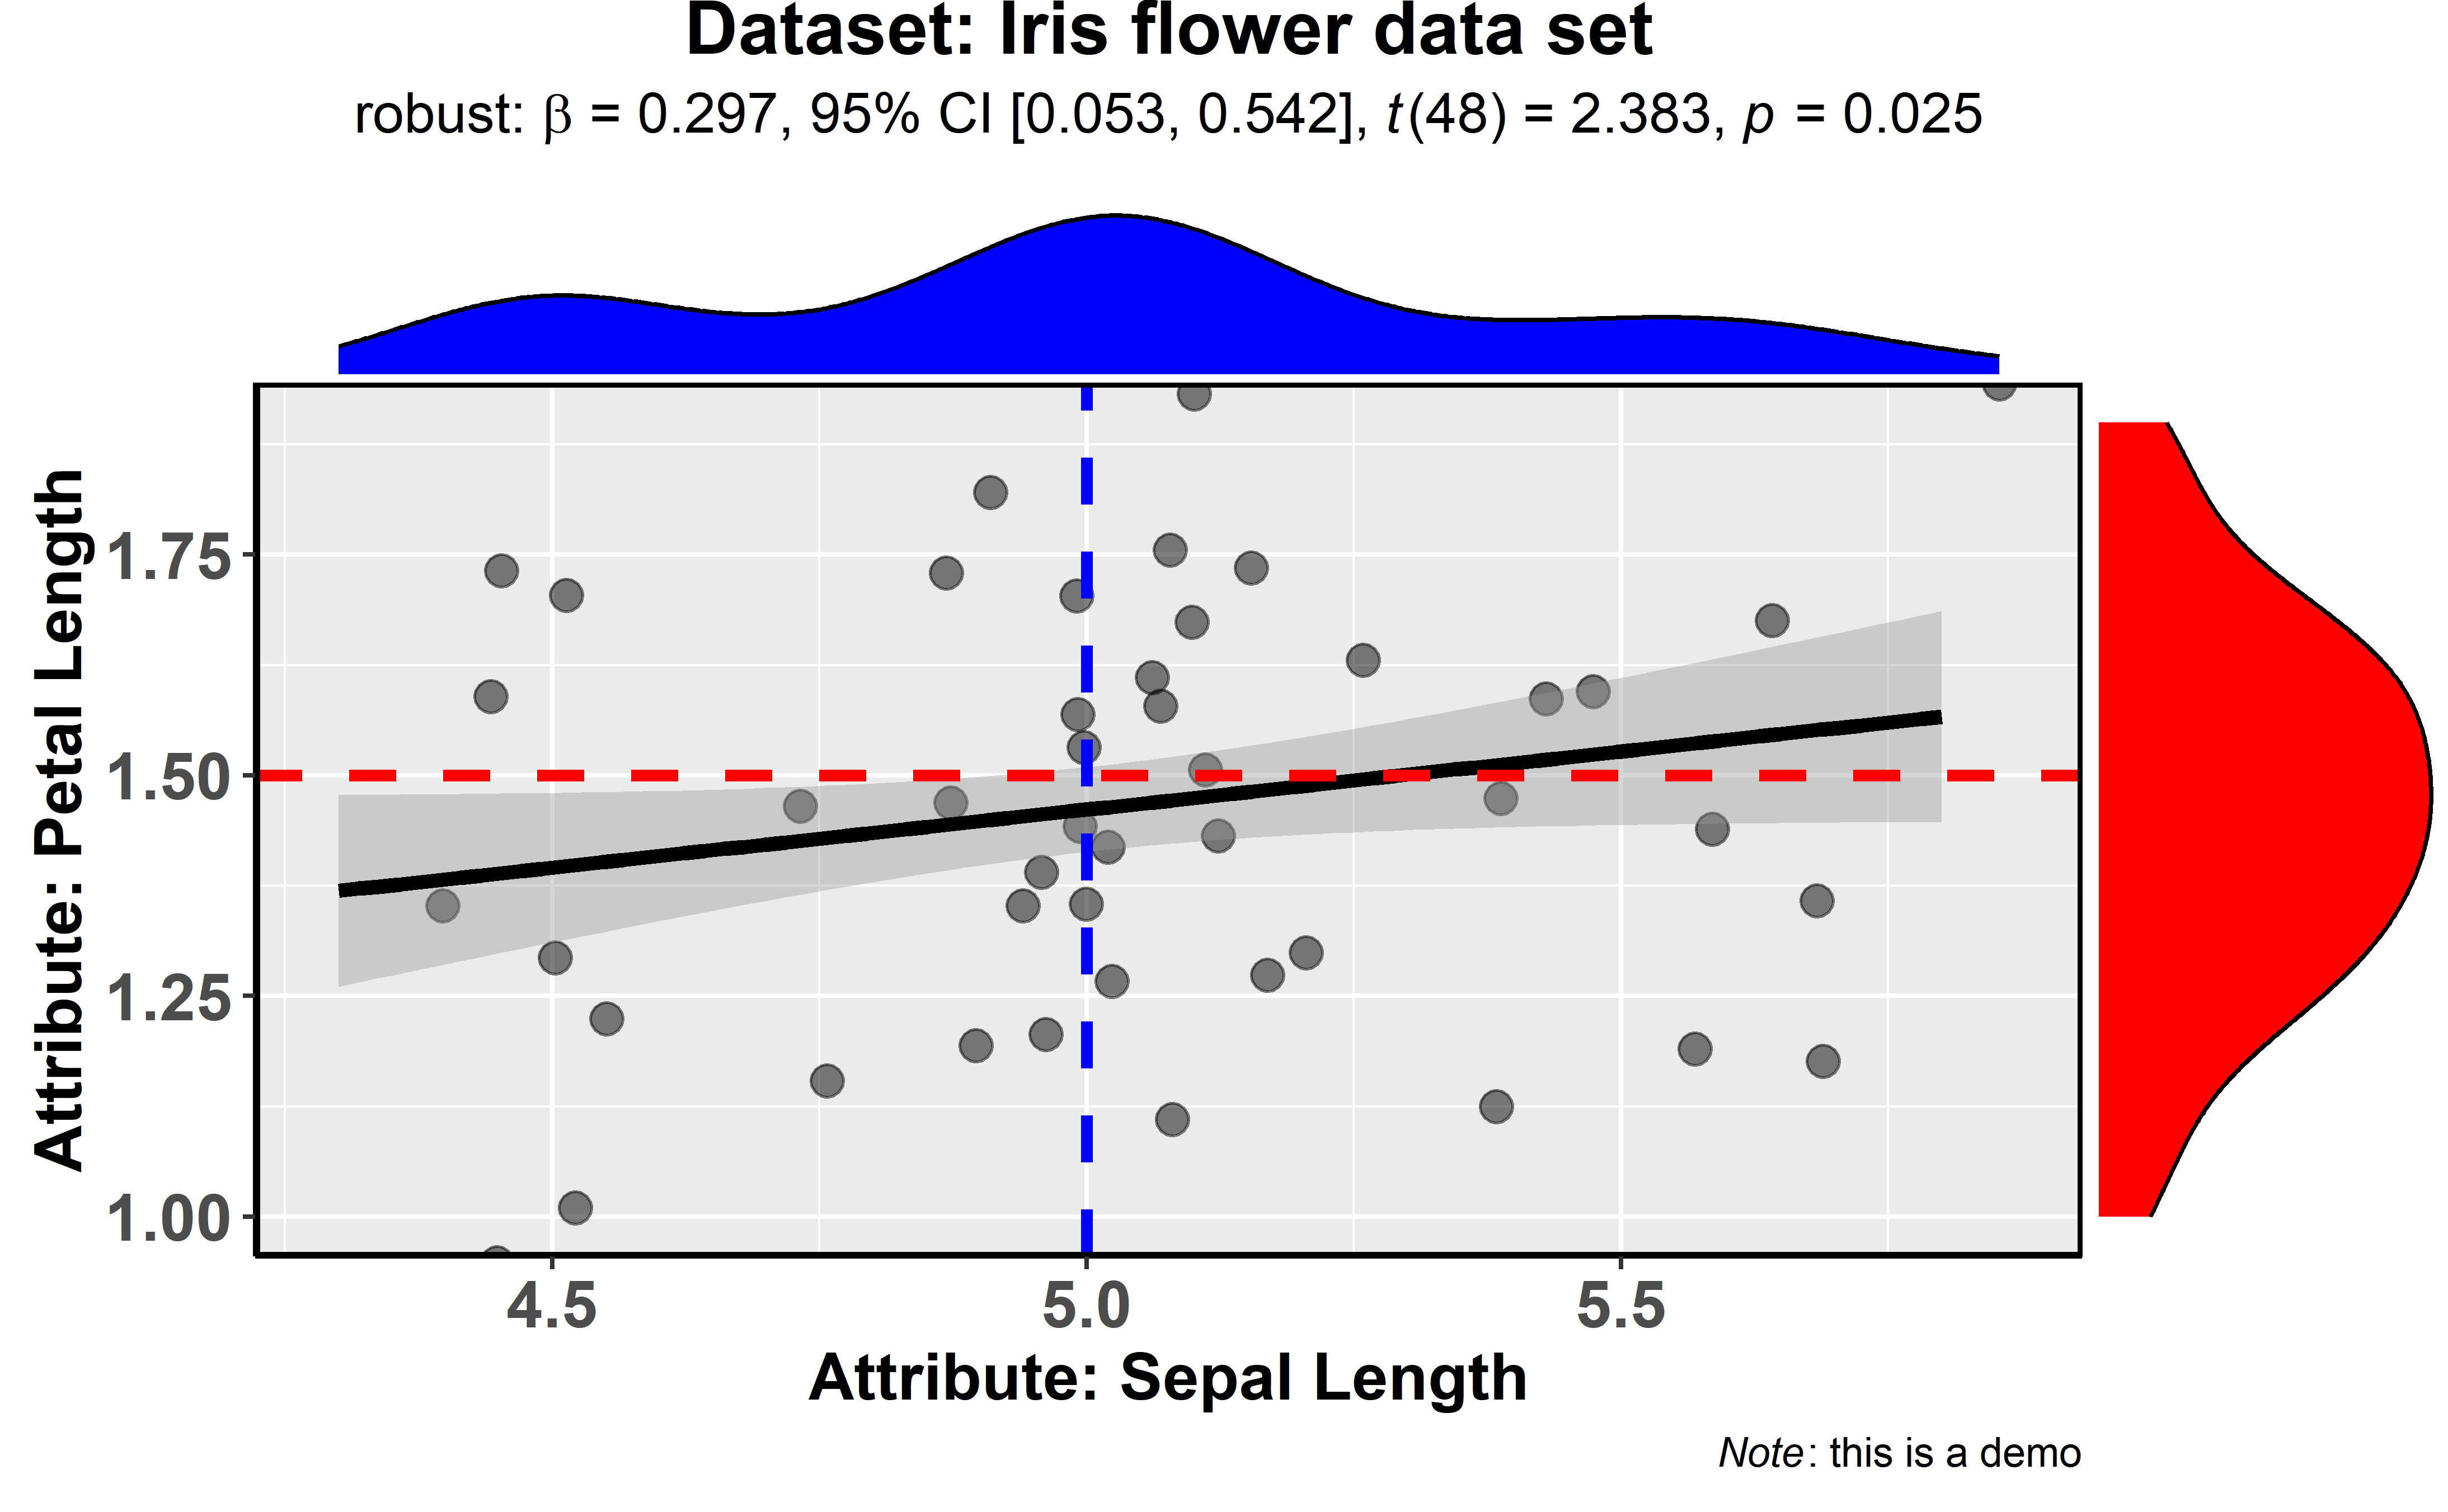 Dataset: Iris flower data set
robust: β = 0.297, 95% CI [0.053, 0.542], t(48) = 2.383, p = 0.025
Attribute: Petal Length
1.75
1.50
1.25
1.00
4.5 5.0 5.5
Attribute: Sepal Length
Note: this is a demo